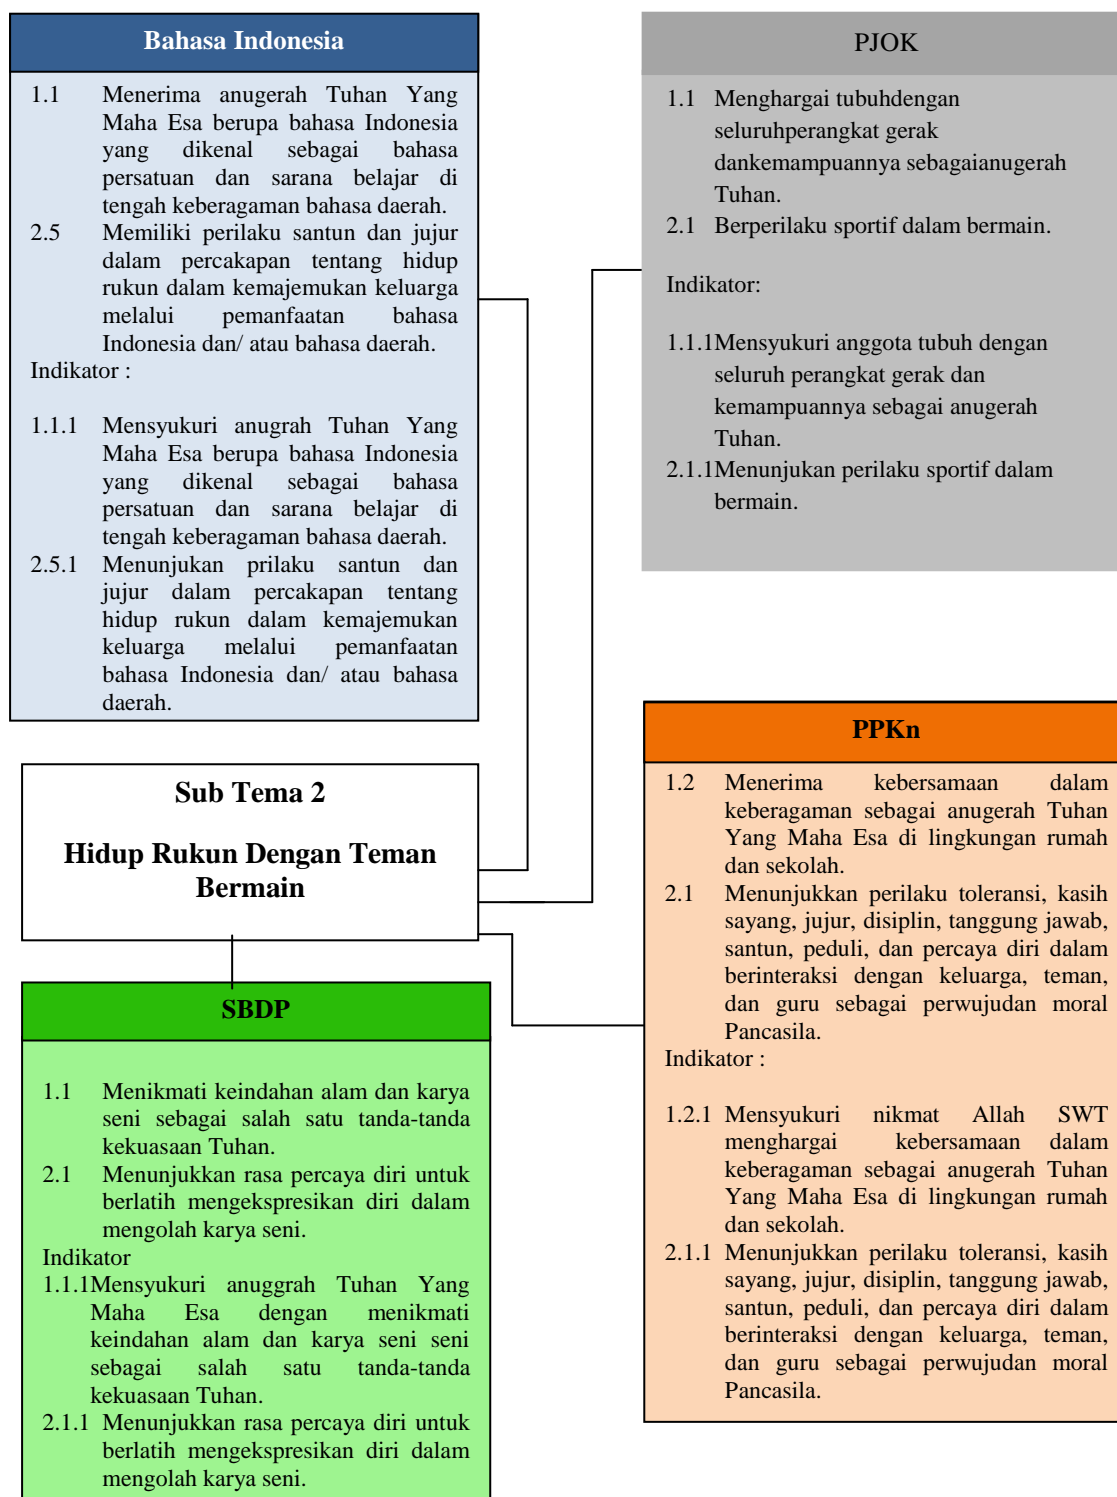 Bahasa Indonesia
1.1 Menerima anugerah Tuhan Yang
Maha Esa berupa bahasa Indonesia
yang dikenal sebagai bahasa
persatuan dan sarana belajar di
tengah keberagaman bahasa daerah.
2.5 Memiliki perilaku santun dan jujur
dalam percakapan tentang hidup
rukun dalam kemajemukan keluarga
melalui pemanfaatan bahasa
Indonesia dan/ atau bahasa daerah.
Indikator :
1.1.1 Mensyukuri anugrah Tuhan Yang
Maha Esa berupa bahasa Indonesia
yang dikenal sebagai bahasa
persatuan dan sarana belajar di
tengah keberagaman bahasa daerah.
2.5.1 Menunjukan prilaku santun dan
jujur dalam percakapan tentang
hidup rukun dalam kemajemukan
keluarga melalui pemanfaatan
bahasa Indonesia dan/ atau bahasa
daerah.
PJOK
1.1 Menghargai tubuhdengan
seluruhperangkat gerak
dankemampuannya sebagaianugerah
Tuhan.
2.1 Berperilaku sportif dalam bermain.
Indikator:
1.1.1Mensyukuri anggota tubuh dengan
seluruh perangkat gerak dan
kemampuannya sebagai anugerah
Tuhan.
2.1.1Menunjukan perilaku sportif dalam
bermain.
Sub Tema 2
Hidup Rukun Dengan Teman
Bermain
PPKn
1.2 Menerima kebersamaan dalam
keberagaman sebagai anugerah Tuhan
Yang Maha Esa di lingkungan rumah
dan sekolah.
2.1 Menunjukkan perilaku toleransi, kasih
sayang, jujur, disiplin, tanggung jawab,
santun, peduli, dan percaya diri dalam
berinteraksi dengan keluarga, teman,
dan guru sebagai perwujudan moral
Pancasila.
Indikator :
1.2.1 Mensyukuri nikmat Allah SWT
menghargai kebersamaan dalam
keberagaman sebagai anugerah Tuhan
Yang Maha Esa di lingkungan rumah
dan sekolah.
2.1.1 Menunjukkan perilaku toleransi, kasih
sayang, jujur, disiplin, tanggung jawab,
santun, peduli, dan percaya diri dalam
berinteraksi dengan keluarga, teman,
dan guru sebagai perwujudan moral
Pancasila.
SBDP
1.1 Menikmati keindahan alam dan karya
seni sebagai salah satu tanda-tanda
kekuasaan Tuhan.
2.1 Menunjukkan rasa percaya diri untuk
berlatih mengekspresikan diri dalam
mengolah karya seni.
Indikator
1.1.1Mensyukuri anuggrah Tuhan Yang
Maha Esa dengan menikmati
keindahan alam dan karya seni seni
sebagai salah satu tanda-tanda
kekuasaan Tuhan.
2.1.1 Menunjukkan rasa percaya diri untuk
berlatih mengekspresikan diri dalam
mengolah karya seni.